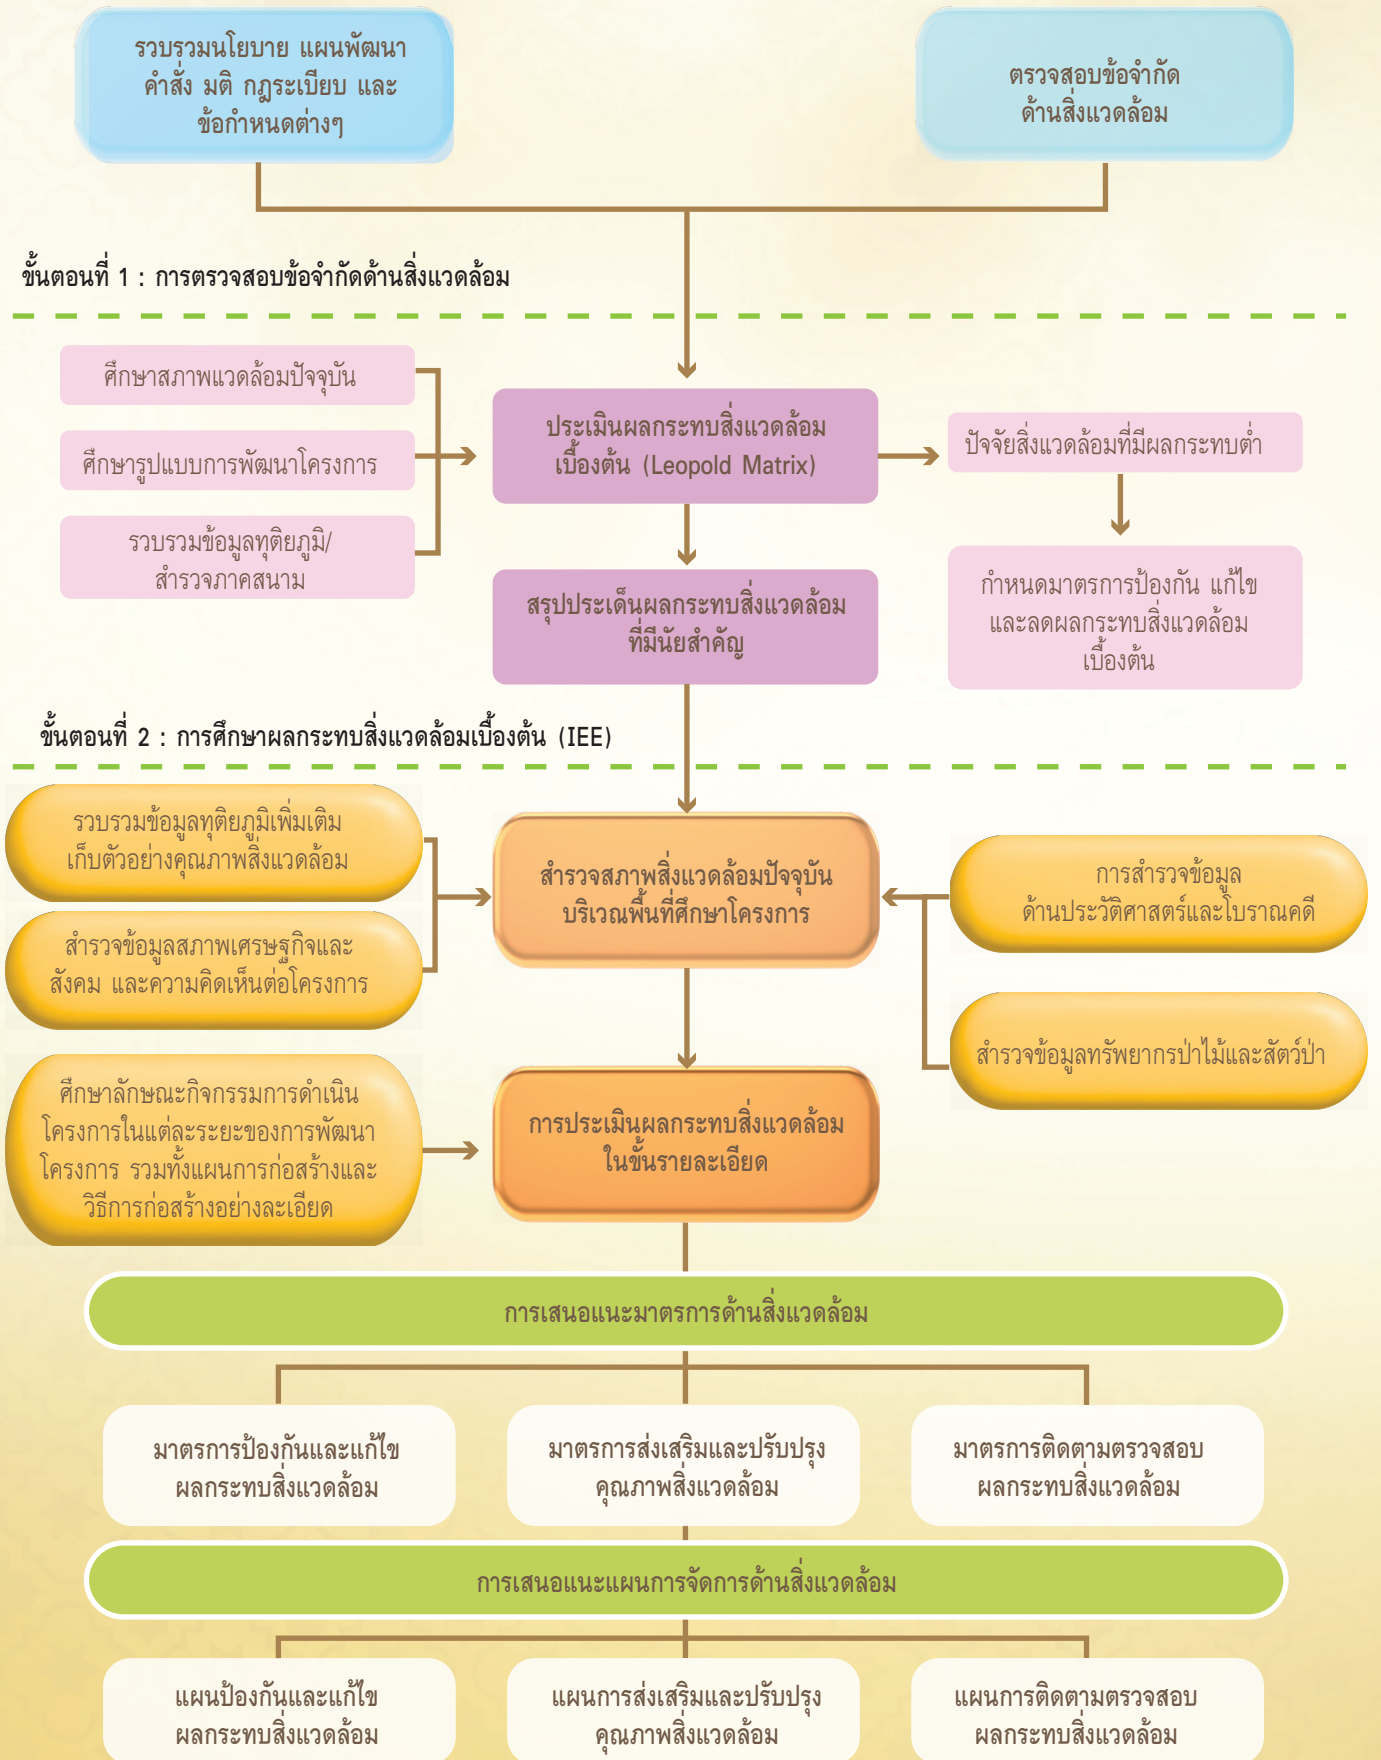 รวบรวมนโยบาย แผนพัฒนา
คำสั่ง มติ กฎระเบียบ และ
ข้อกำหนดต่างๆ
ตรวจสอบข้อจำกัด
ด้านสิ่งแวดล้อม
ขั้นตอนที่ 1 : การตรวจสอบข้อจำกัดด้านสิ่งแวดล้อม
ศึกษาสภาพแวดล้อมปัจจุบัน
ศึกษารูปแบบการพัฒนาโครงการ
รวบรวมข้อมูลทุติยภูมิ/
สำรวจภาคสนาม
ประเมินผลกระทบสิ่งแวดล้อม
เบื้องต้น (Leopold Matrix)
ปัจจัยสิ่งแวดล้อมที่มีผลกระทบต่ำ
สรุปประเด็นผลกระทบสิ่งแวดล้อม
ที่มีนัยสำคัญ
กำหนดมาตรการป้องกัน แก้ไข
และลดผลกระทบสิ่งแวดล้อม
เบื้องต้น
ขั้นตอนที่ 2 : การศึกษาผลกระทบสิ่งแวดล้อมเบื้องต้น (IEE)
รวบรวมข้อมูลทุติยภูมิเพิ่มเติม
เก็บตัวอย่างคุณภาพสิ่งแวดล้อม
สำรวจข้อมูลสภาพเศรษฐกิจและ
สังคม และความคิดเห็นต่อโครงการ
สำรวจสภาพสิ่งแวดล้อมปัจจุบัน
บริเวณพื้นที่ศึกษาโครงการ
การสำรวจข้อมูล
ด้านประวัติศาสตร์และโบราณคดี
สำรวจข้อมูลทรัพยากรป่าไม้และสัตว์ป่า
ศึกษาลักษณะกิจกรรมการดำเนิน
โครงการในแต่ละระยะของการพัฒนา
โครงการ รวมทั้งแผนการก่อสร้างและ
วิธีการก่อสร้างอย่างละเอียด
การประเมินผลกระทบสิ่งแวดล้อม
ในขั้นรายละเอียด
การเสนอแนะมาตรการด้านสิ่งแวดล้อม
มาตรการป้องกันและแก้ไข
ผลกระทบสิ่งแวดล้อม
มาตรการส่งเสริมและปรับปรุง
คุณภาพสิ่งแวดล้อม
มาตรการติดตามตรวจสอบ
ผลกระทบสิ่งแวดล้อม
การเสนอแนะแผนการจัดการด้านสิ่งแวดล้อม
แผนป้องกันและแก้ไข
ผลกระทบสิ่งแวดล้อม
แผนการส่งเสริมและปรับปรุง
คุณภาพสิ่งแวดล้อม
แผนการติดตามตรวจสอบ
ผลกระทบสิ่งแวดล้อม